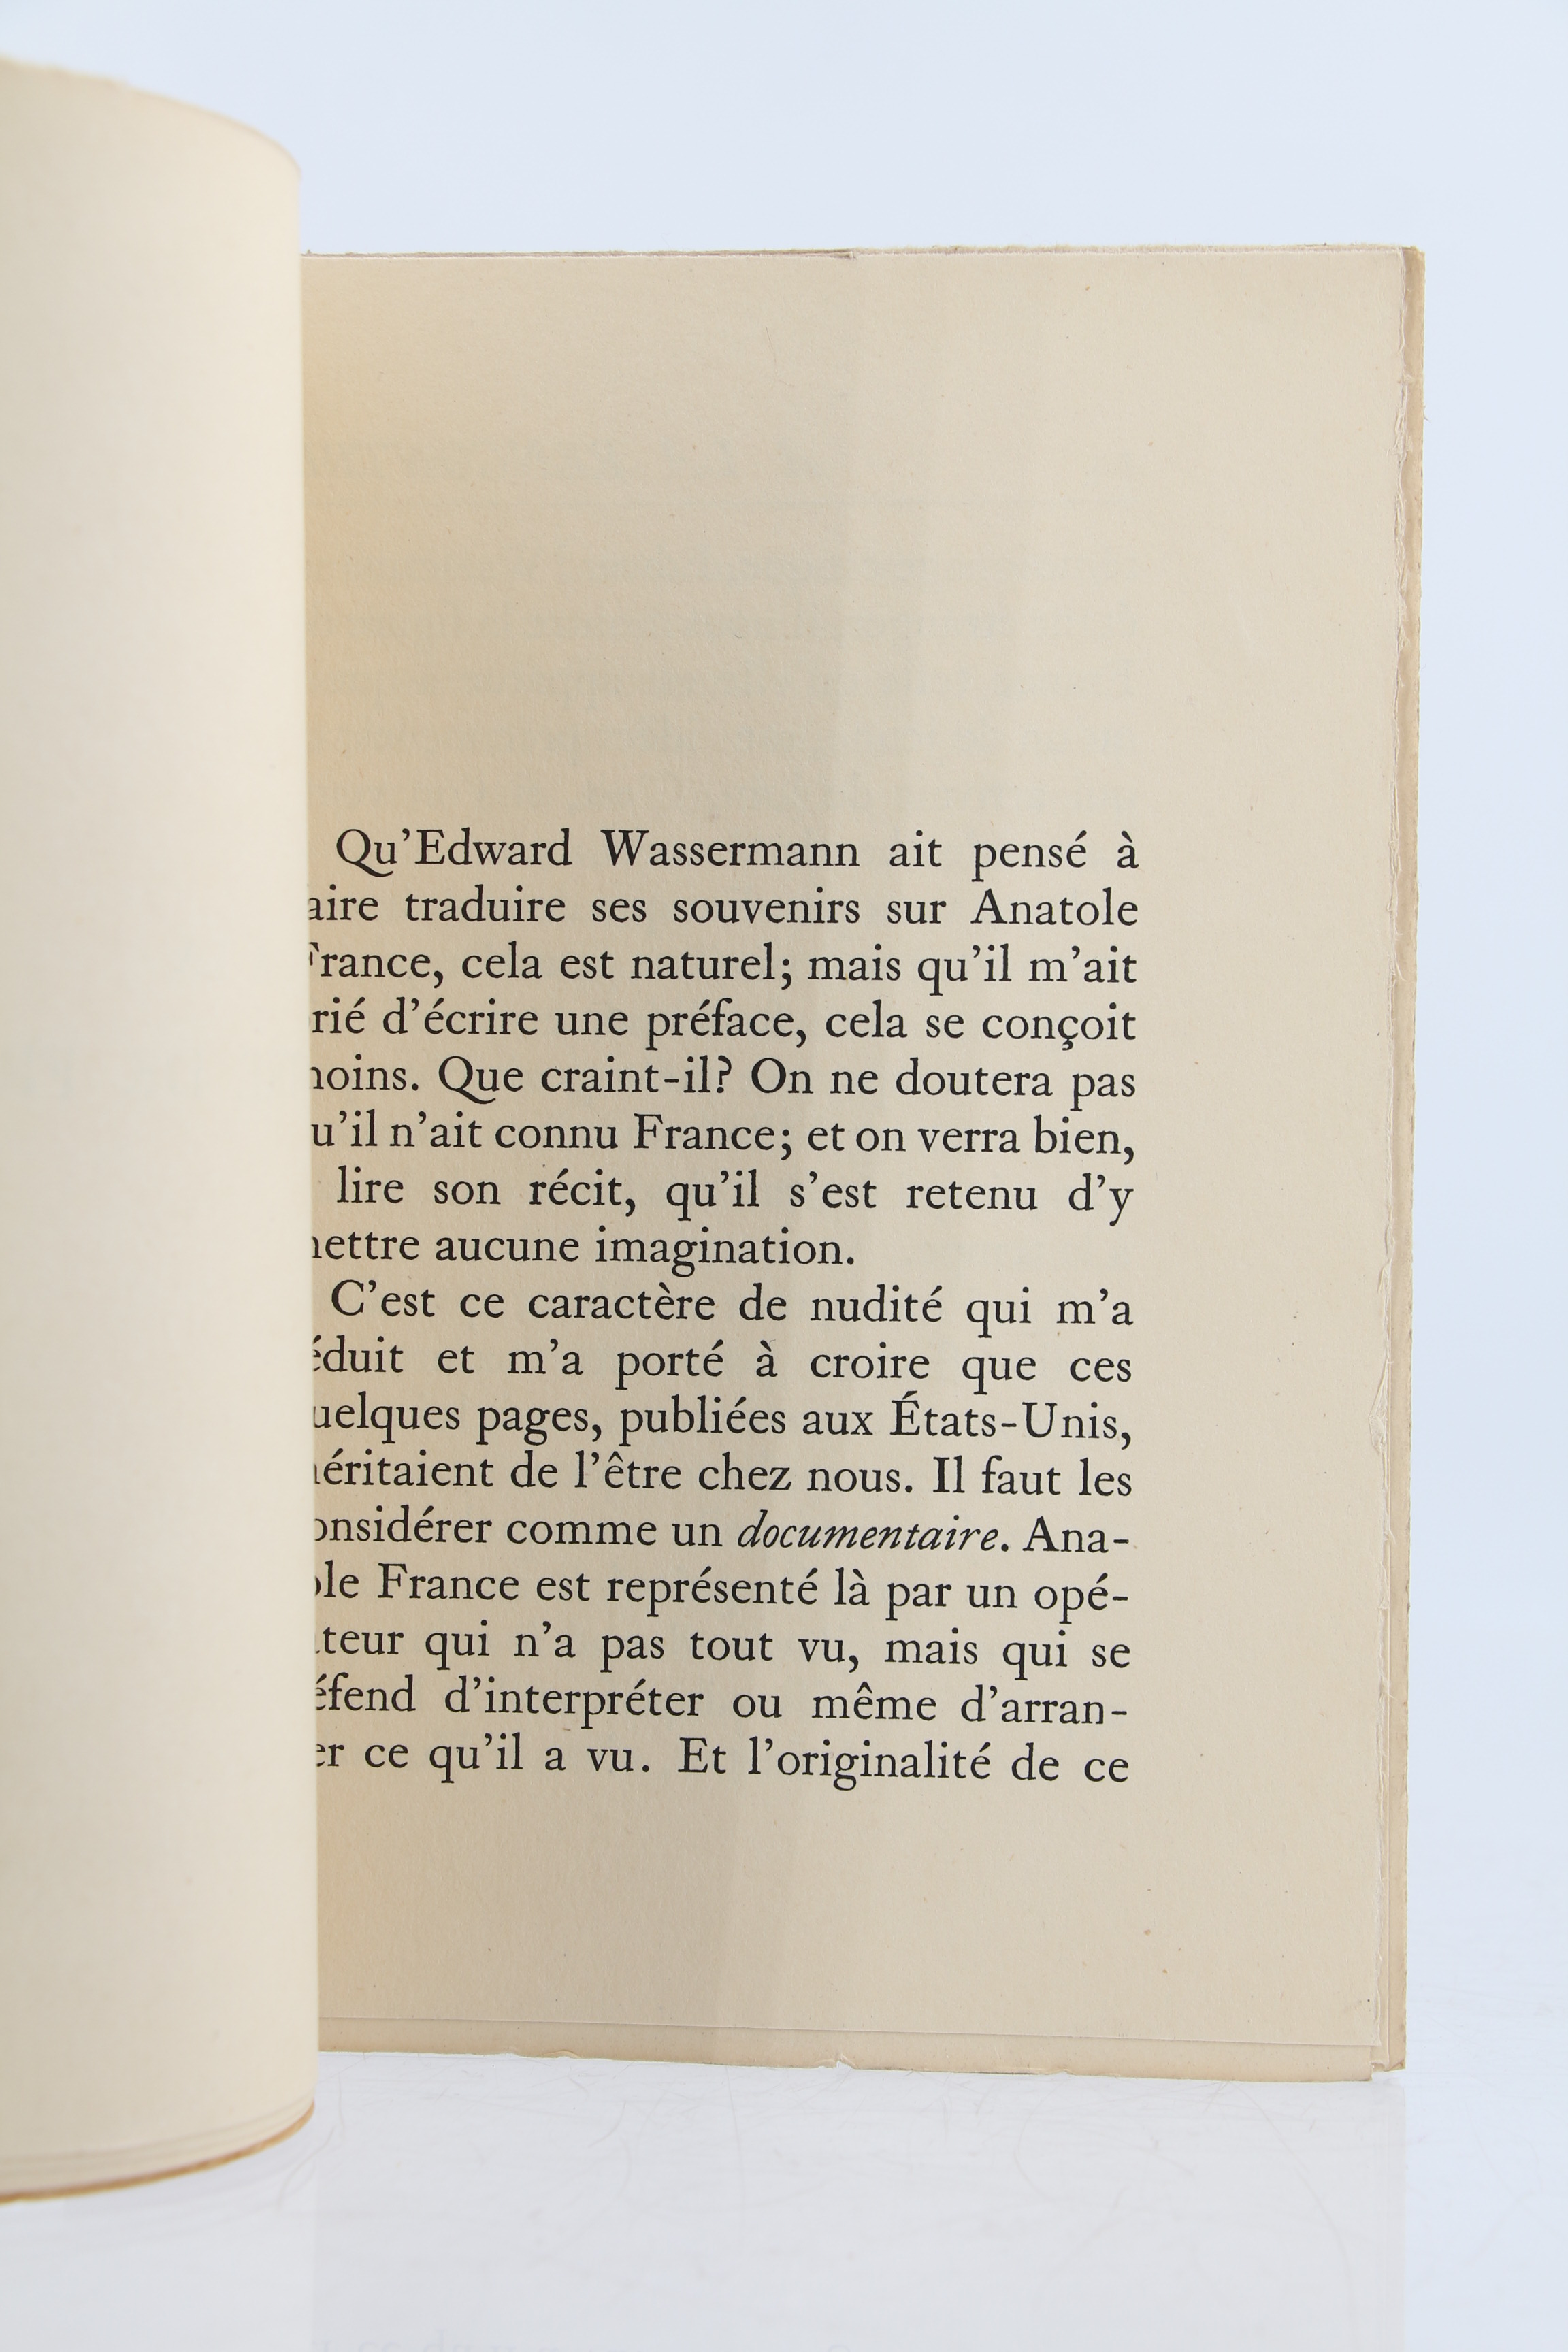 Qu'Edward Wassermann ait pensé à
aire traduire ses souvenirs sur Anatole
France, cela est naturel; mais qu'il m'ait
rié d'écrire une préface, cela se conçoit
moins. Que craint-il? On ne doutera pas
u'il n'ait connu France; et on verra bien,
lire son récit, qu'il s'est retenu d'y
mettre aucune imagination.
C'est ce caractère de nudité qui m'a
éduit et m'a porté à croire que ces
uelques pages, publiées aux États-Unis,
méritaient de l'être chez nous. Il faut les
onsidérer comme un documentaire. Ana-
ole France est représenté là par un opé-
teur qui n'a pas tout vu, mais qui se
éfend d'interpréter ou même d'arran-
er ce qu'il a vu. Et l'originalité de ce